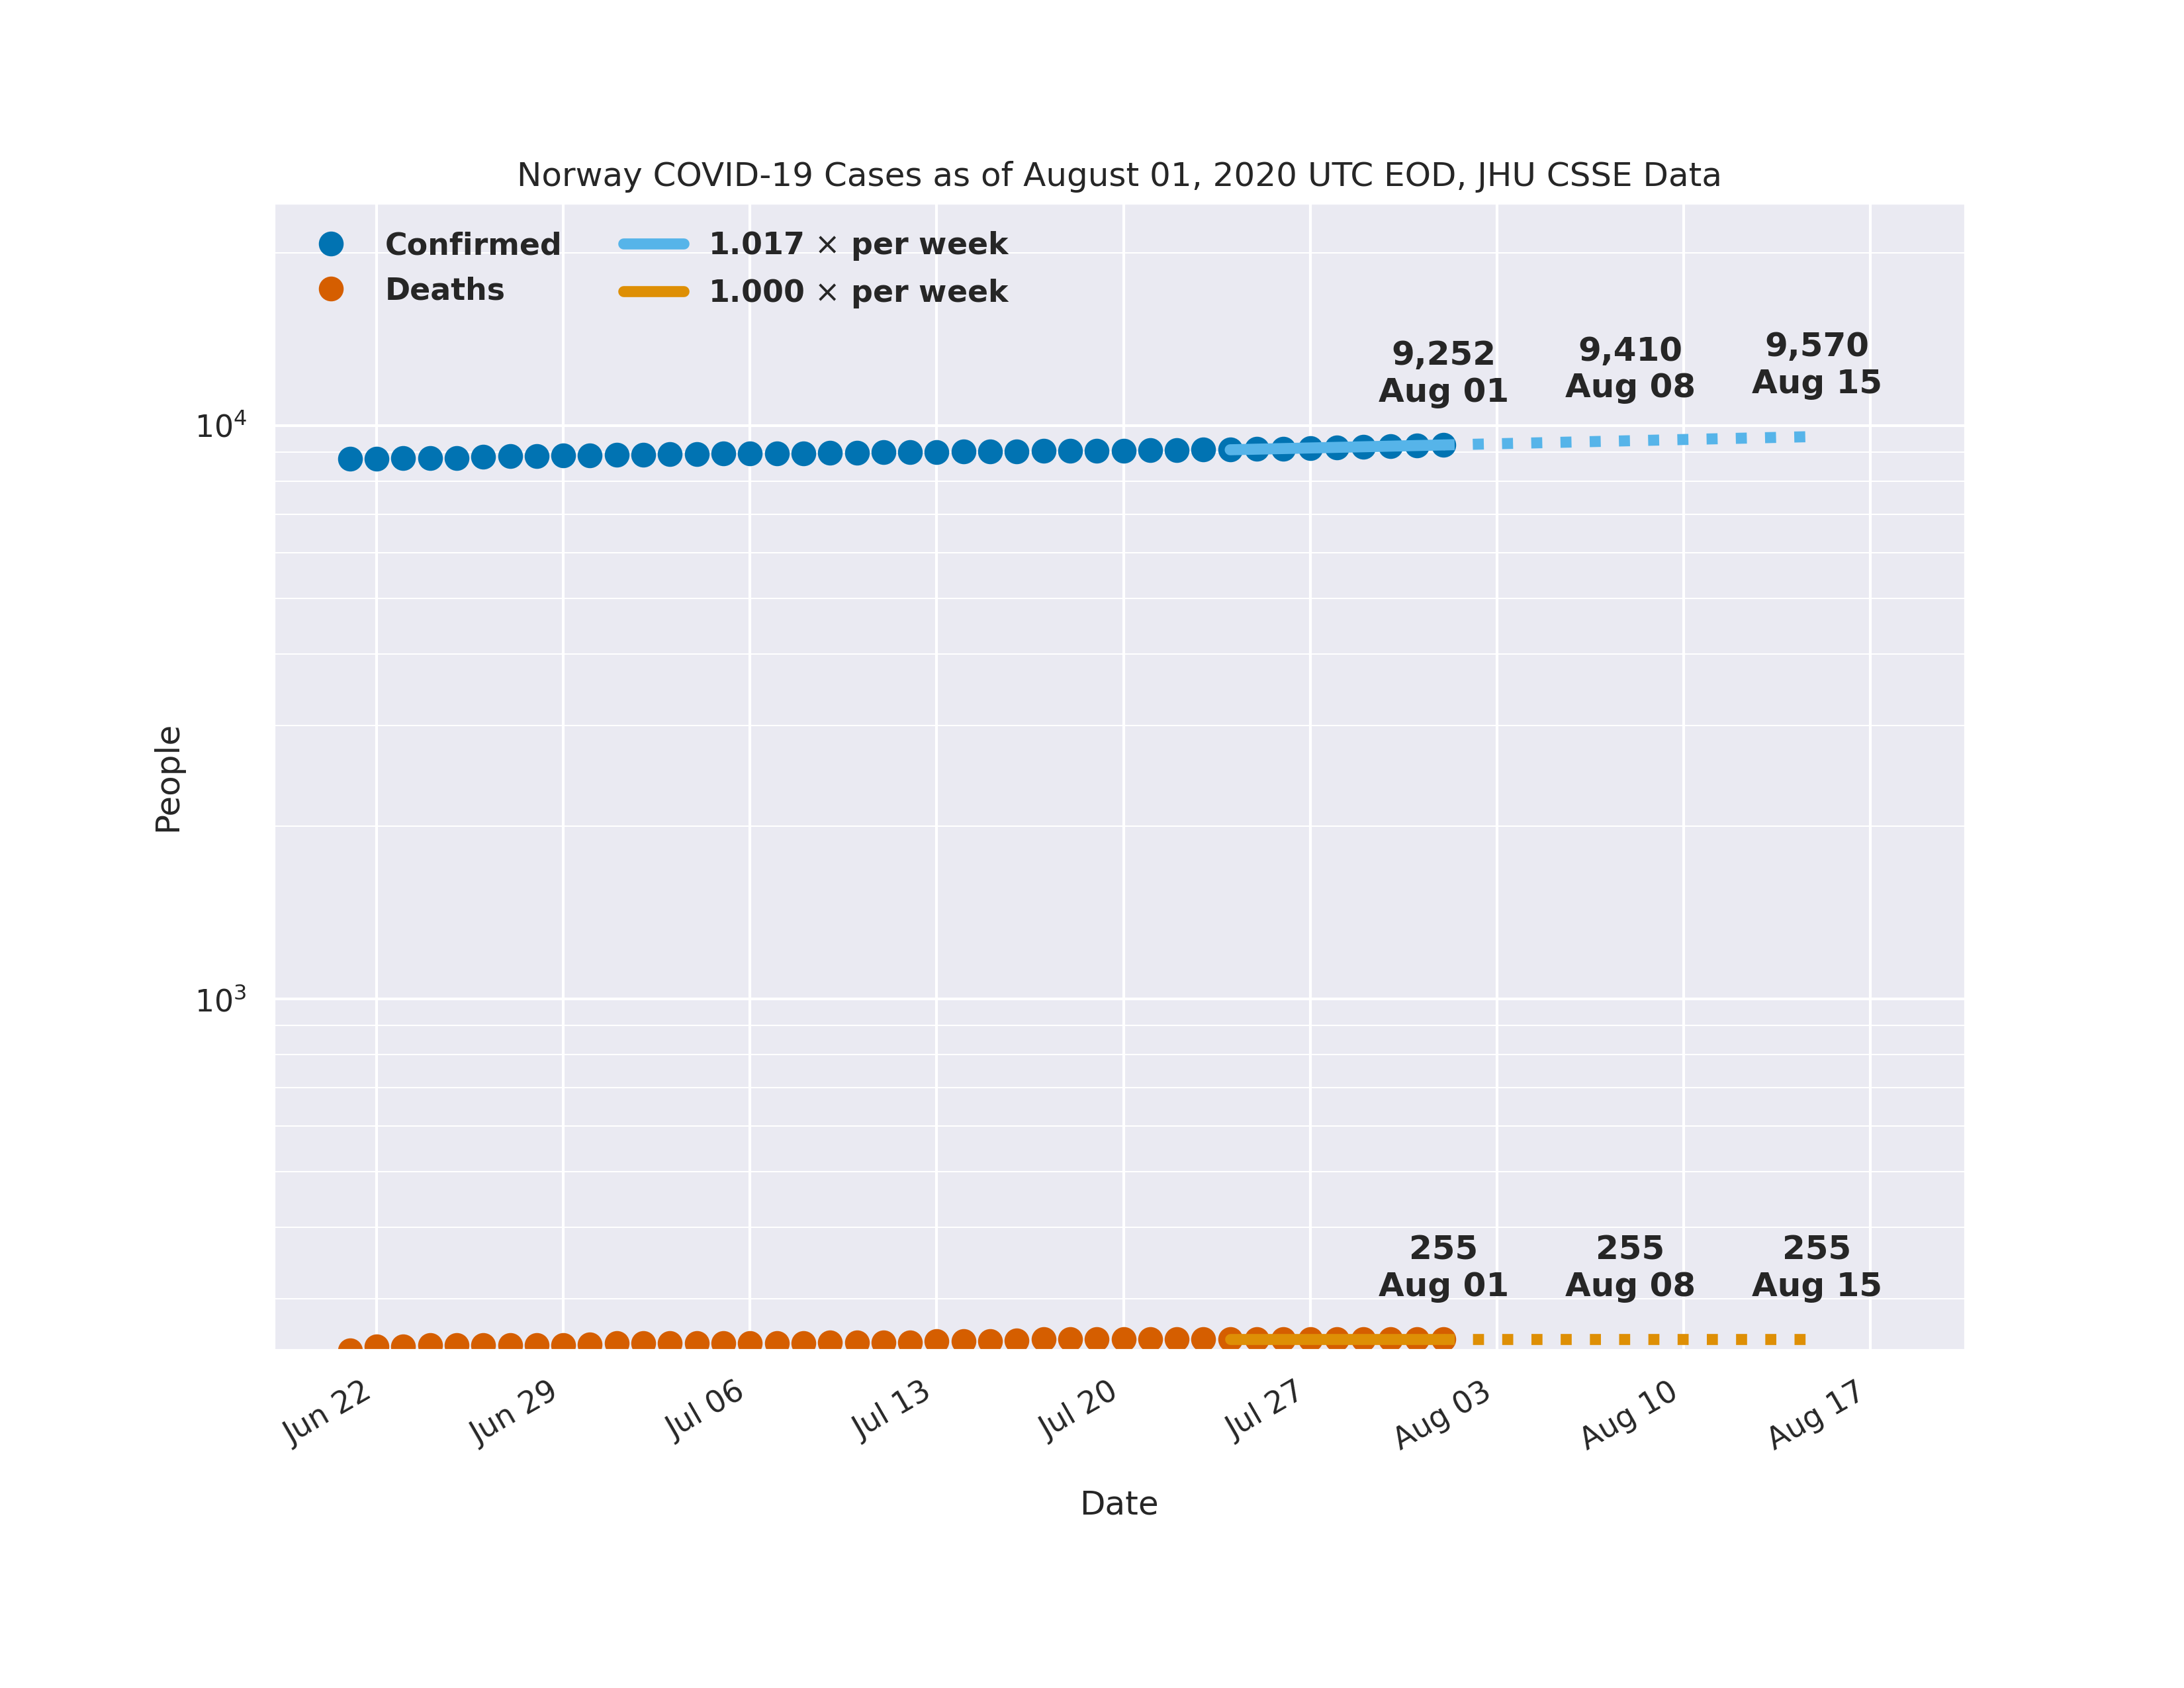 Norway COVID-19 Cases as of August 01, 2020 UTC EOD, JHU CSSE Data
Confirmed
Deaths
1.017 × per week
1.000 × per week
9,252
Aug 01
9,410
Aug 08
9,570
Aug 15
10⁴
People
10³
255
Aug 01
255
Aug 08
255
Aug 15
Jun 22
Jun 29
Jul 06
Jul 13
Jul 20
Jul 27
Aug 03
Aug 10
Aug 17
Date